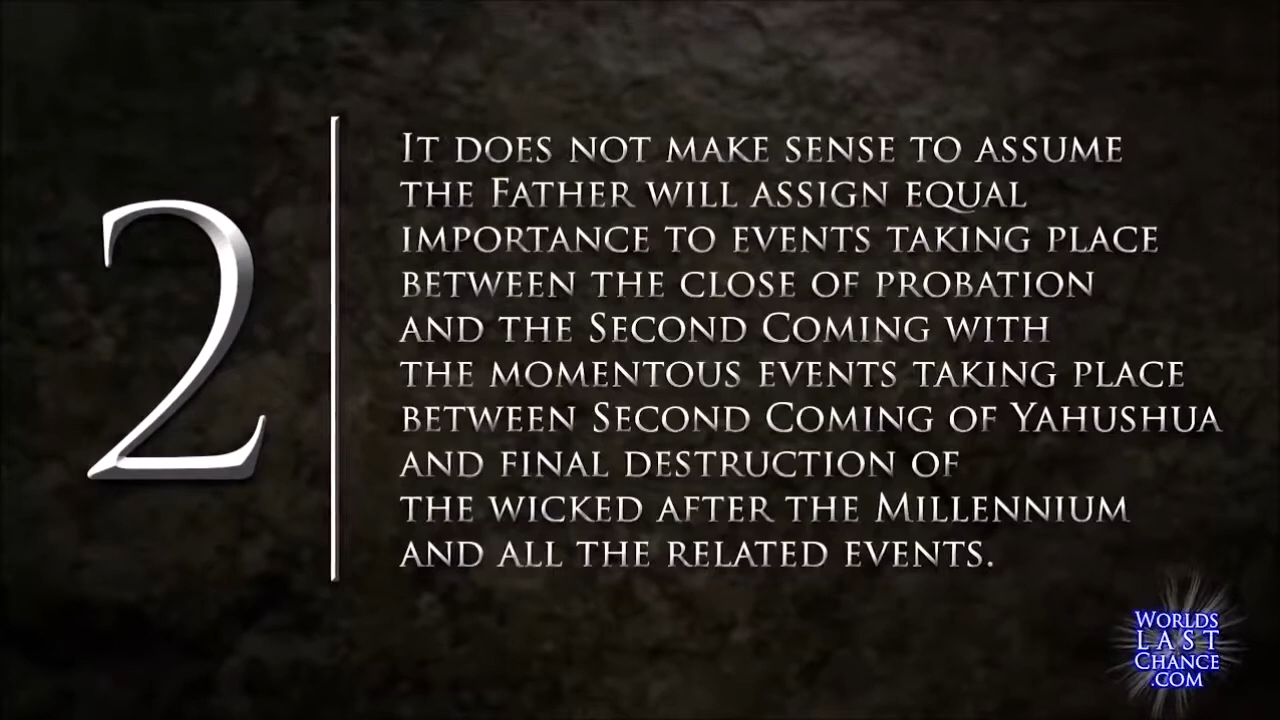 2
It does not make sense to assume
the Father will assign equal
importance to events taking place
between the close of probation
and the Second Coming with
the momentous events taking place
between Second Coming of Yahushua
and final destruction of
the wicked after the Millennium
and all the related events.
Worlds
Last
Chance
.com